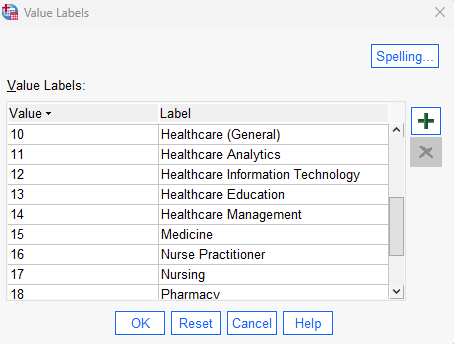 Value Labels
Spelling...
Value Labels:
Value Label
10 Healthcare (General)
11 Healthcare Analytics
12 Healthcare Information Technology
13 Healthcare Education
14 Healthcare Management
15 Medicine
16 Nurse Practitioner
17 Nursing
18 Pharmacy
OK Reset Cancel Help